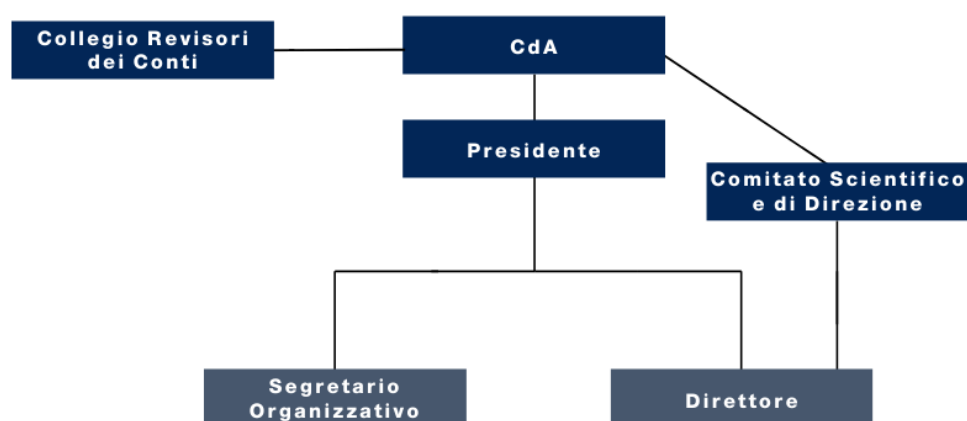 Collegio Revisori
dei Conti
CdA
Presidente
Comitato Scientifico
e di Direzione
Segretario
Organizzativo
Direttore